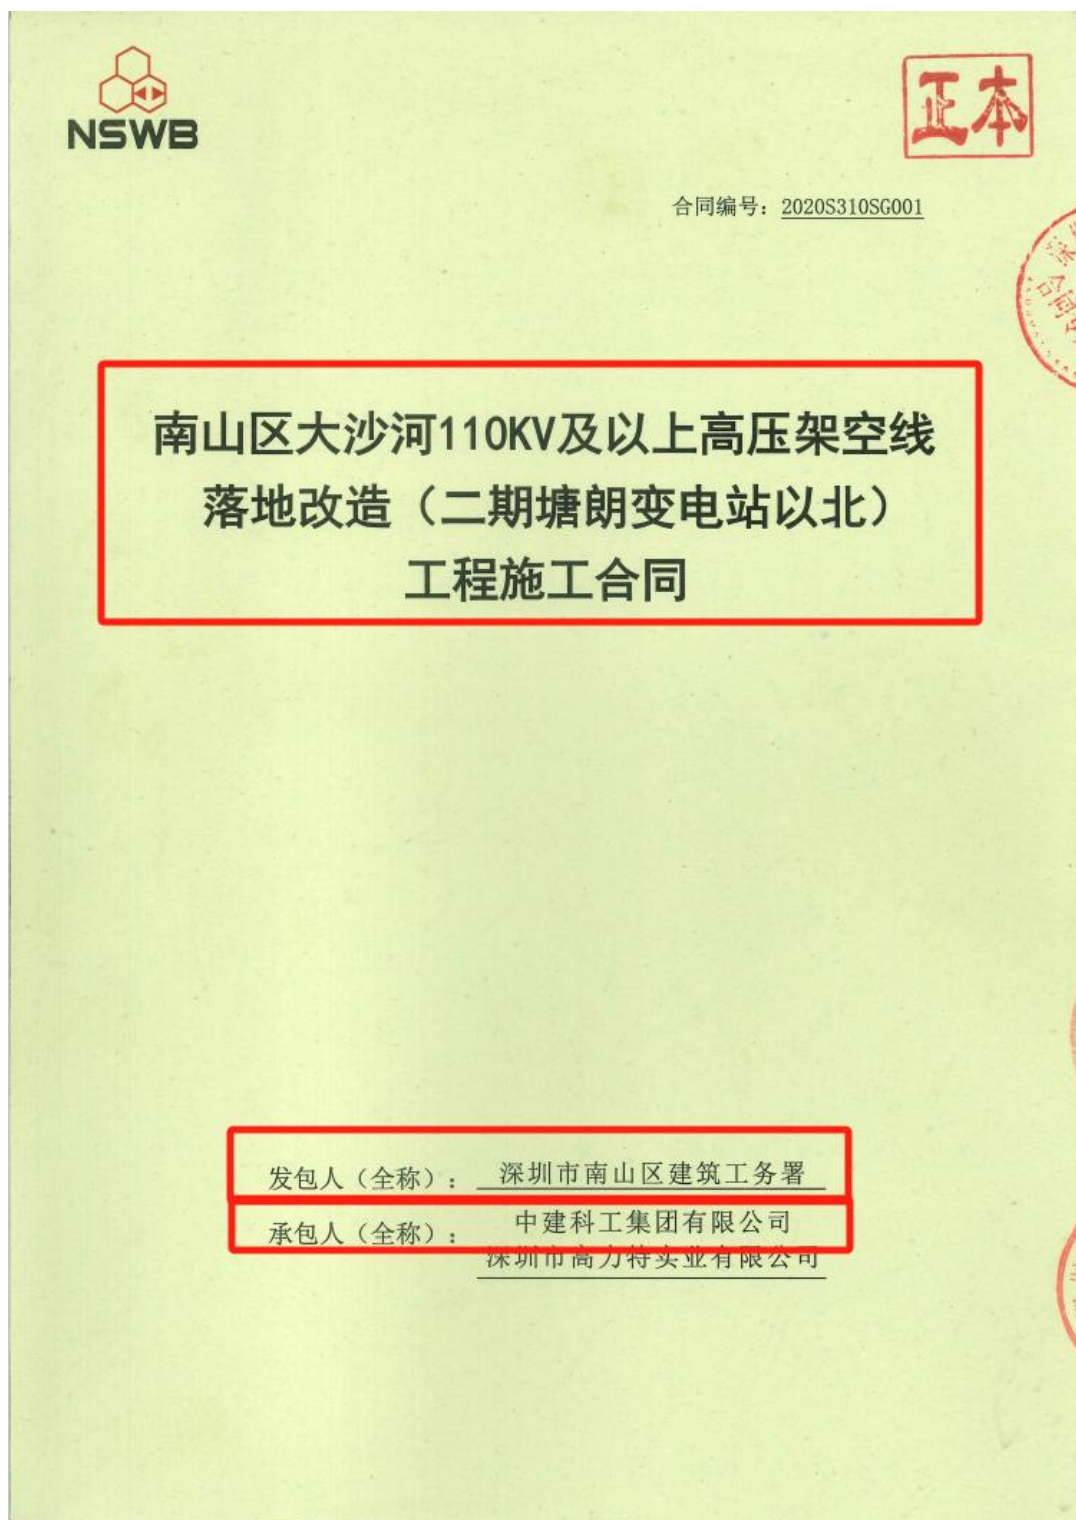 NSWB
正本
合同编号：2020S310SG001
南山区大沙河110KV及以上高压架空线
落地改造（二期塘朗变电站以北）
工程施工合同
发包人（全称）：深圳市南山区建筑工务署
承包人（全称）：中建科工集团有限公司
深圳市高力特实业有限公司